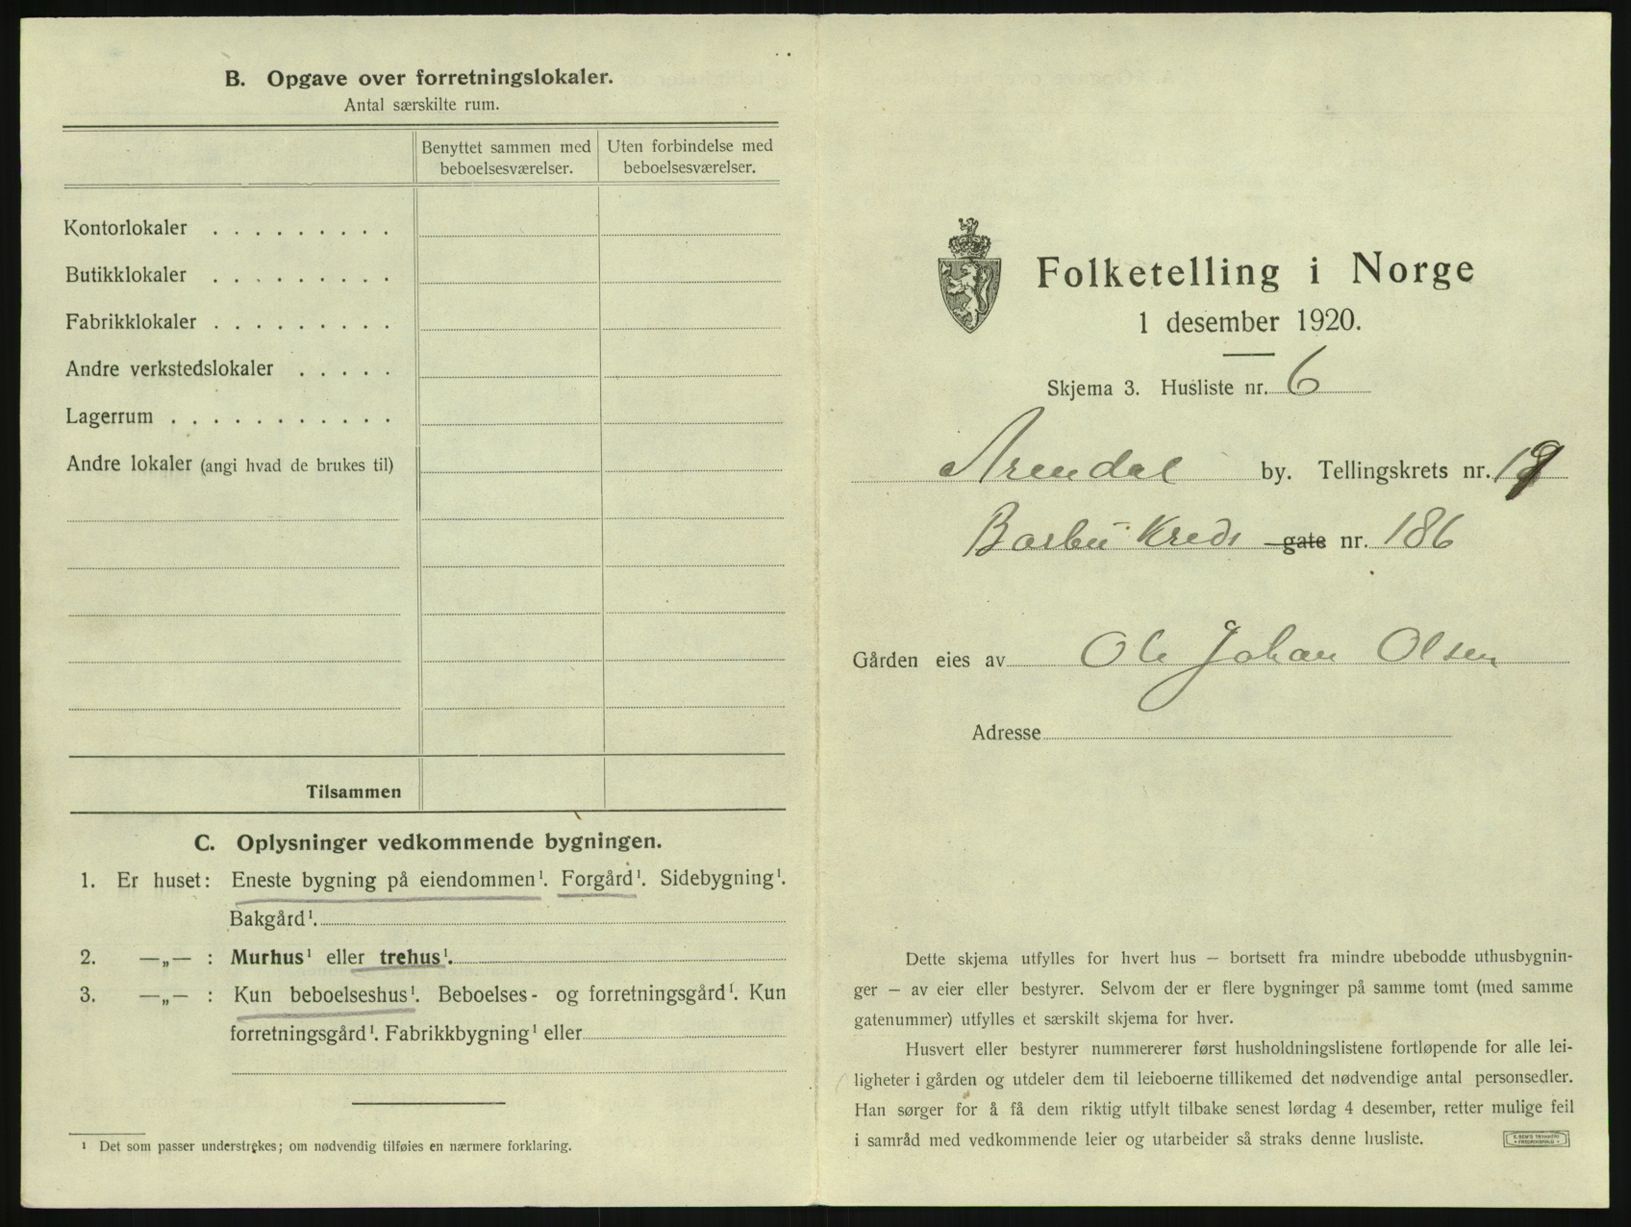 B. Opgave over forretningslokaler.
Antal særskilte rum.
Benyttet sammen med beboelsesværelser.
Uten forbindelse med beboelsesværelser.
Kontorlokaler . . . . . . . . .
Butikklokaler . . . . . . . . .
Fabrikklokaler . . . . . . . . .
Andre verkstedslokaler . . . . .
Lagerrum . . . . . . . . . . .
Andre lokaler (angi hvad de brukes til)
Tilsammen
C. Oplysninger vedkommende bygningen.
1. Er huset: Eneste bygning på eiendommen¹. Forgård¹. Sidebygning¹.
Bakgård¹.
2. —„— : Murhus¹ eller trehus¹.
3. —„— : Kun beboelseshus¹. Beboelses- og forretningsgård¹. Kun
forretningsgård¹. Fabrikkbygning¹ eller
¹ Det som passer understrekes; om nødvendig tilføies en nærmere forklaring.
Folketelling i Norge
1 desember 1920.
Skjema 3. Husliste nr. 6
Arendal by. Tellingskrets nr.
Barbu Kreds gate nr. 186
Gården eies av Ole Johan Olsen
Adresse
Dette skjema utfylles for hvert hus — bortsett fra mindre ubebodde uthusbygnin-
ger — av eier eller bestyrer. Selvom der er flere bygninger på samme tomt (med samme
gatenummer) utfylles et særskilt skjema for hver.
Husvert eller bestyrer nummererer først husholdningslistene fortløpende for alle lei-
ligheter i gården og utdeler dem til leieboerne tillikemed det nødvendige antal personsedler.
Han sørger for å få dem riktig utfylt tilbake senest lørdag 4 desember, retter mulige feil
i samråd med vedkommende leier og utarbeider så straks denne husliste.